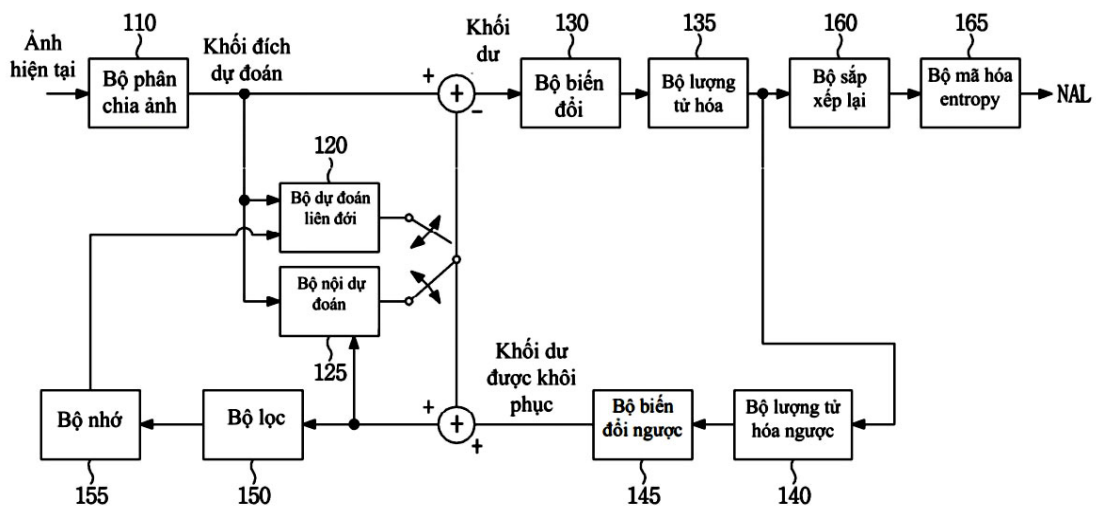 110
130
135
160
165
Ảnh
hiện tại
Bộ phân
chia ảnh
Khối đích
dự đoán
+
+
−
Khối
dư
Bộ biến
đổi
Bộ lượng
tử hóa
Bộ sắp
xếp lại
Bộ mã hóa
entropy
NAL
120
Bộ dự đoán
liên đới
Bộ nội dự
đoán
125
Khối dư
được khôi
phục
Bộ nhớ
155
Bộ lọc
150
+
+
+
Bộ biến
đổi ngược
145
Bộ lượng tử
hóa ngược
140